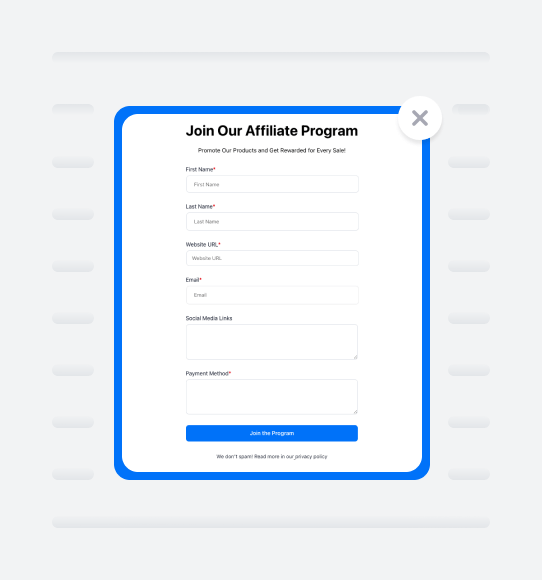 Join Our Affiliate Program
Promote Our Products and Get Rewarded for Every Sale!
First Name*
First Name
Last Name*
Last Name
Website URL*
Website URL
Email*
Email
Social Media Links
Payment Method*
Join the Program
We don't spam! Read more in our privacy policy